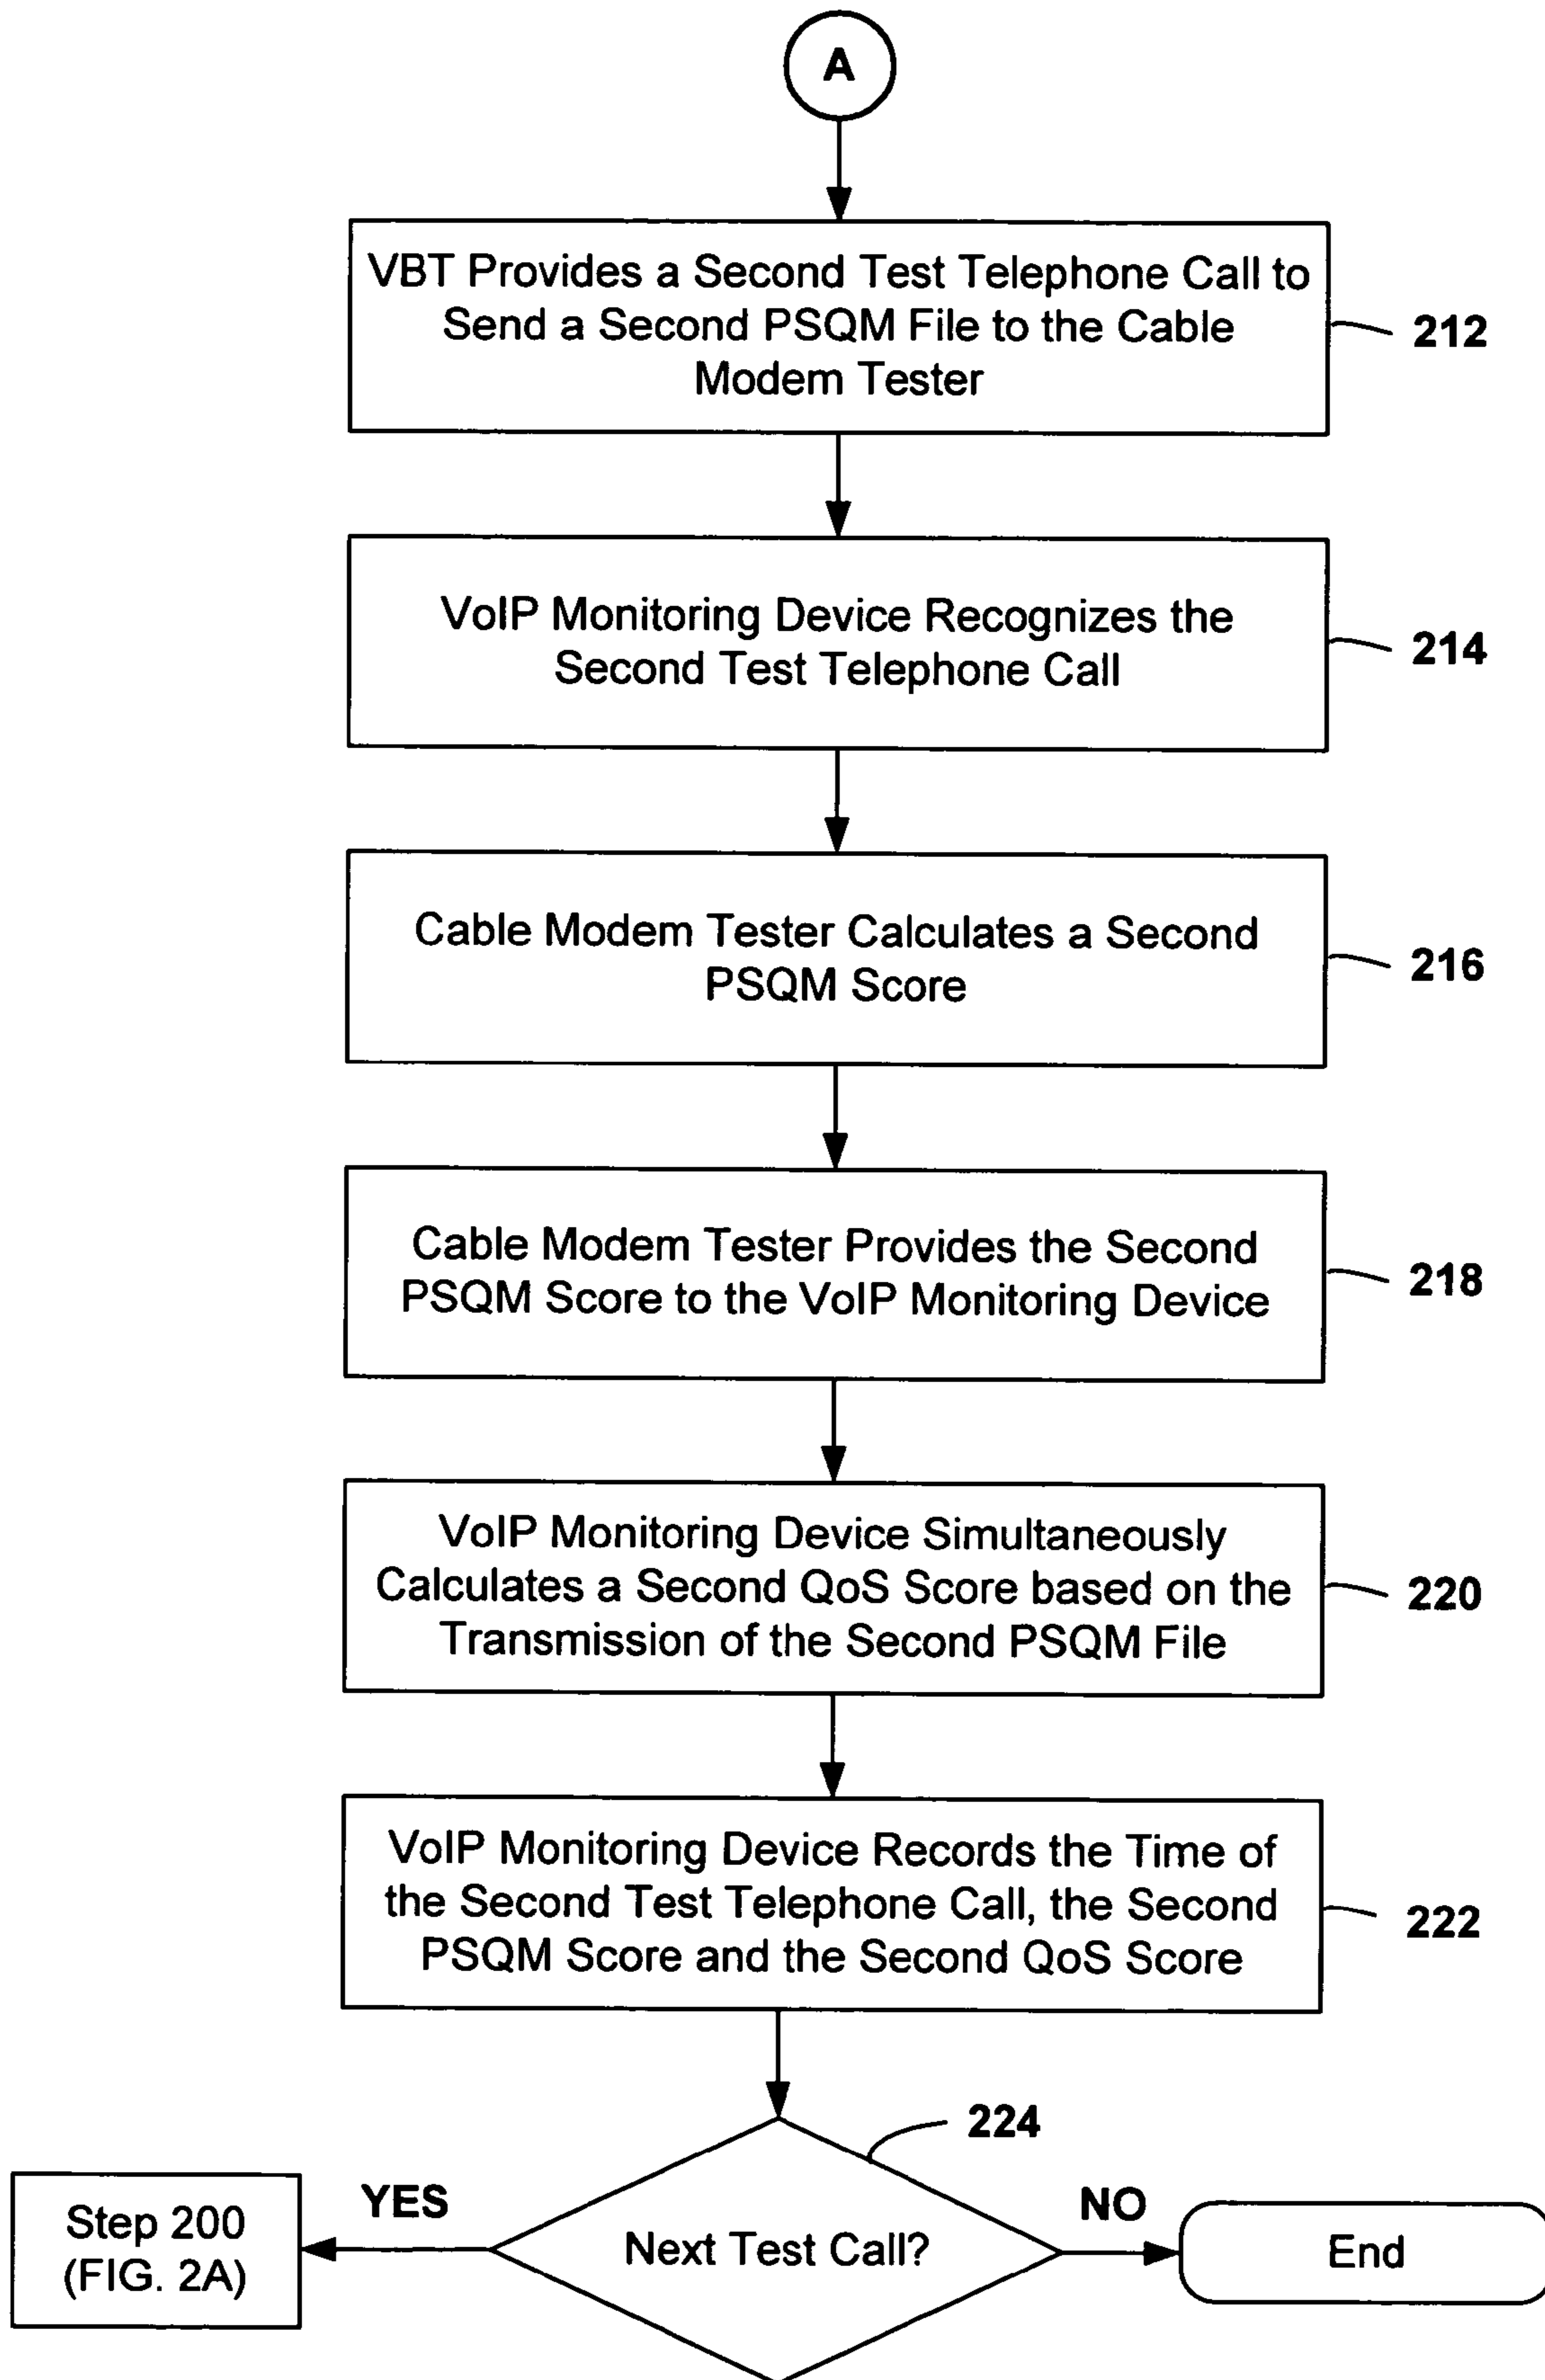 A
VBT Provides a Second Test Telephone Call to
Send a Second PSQM File to the Cable
Modem Tester
212
VoIP Monitoring Device Recognizes the
Second Test Telephone Call
214
Cable Modem Tester Calculates a Second
PSQM Score
216
Cable Modem Tester Provides the Second
PSQM Score to the VoIP Monitoring Device
218
VoIP Monitoring Device Simultaneously
Calculates a Second QoS Score based on the
Transmission of the Second PSQM File
220
VoIP Monitoring Device Records the Time of
the Second Test Telephone Call, the Second
PSQM Score and the Second QoS Score
222
224
YES
NO
Step 200
(FIG. 2A)
Next Test Call?
End